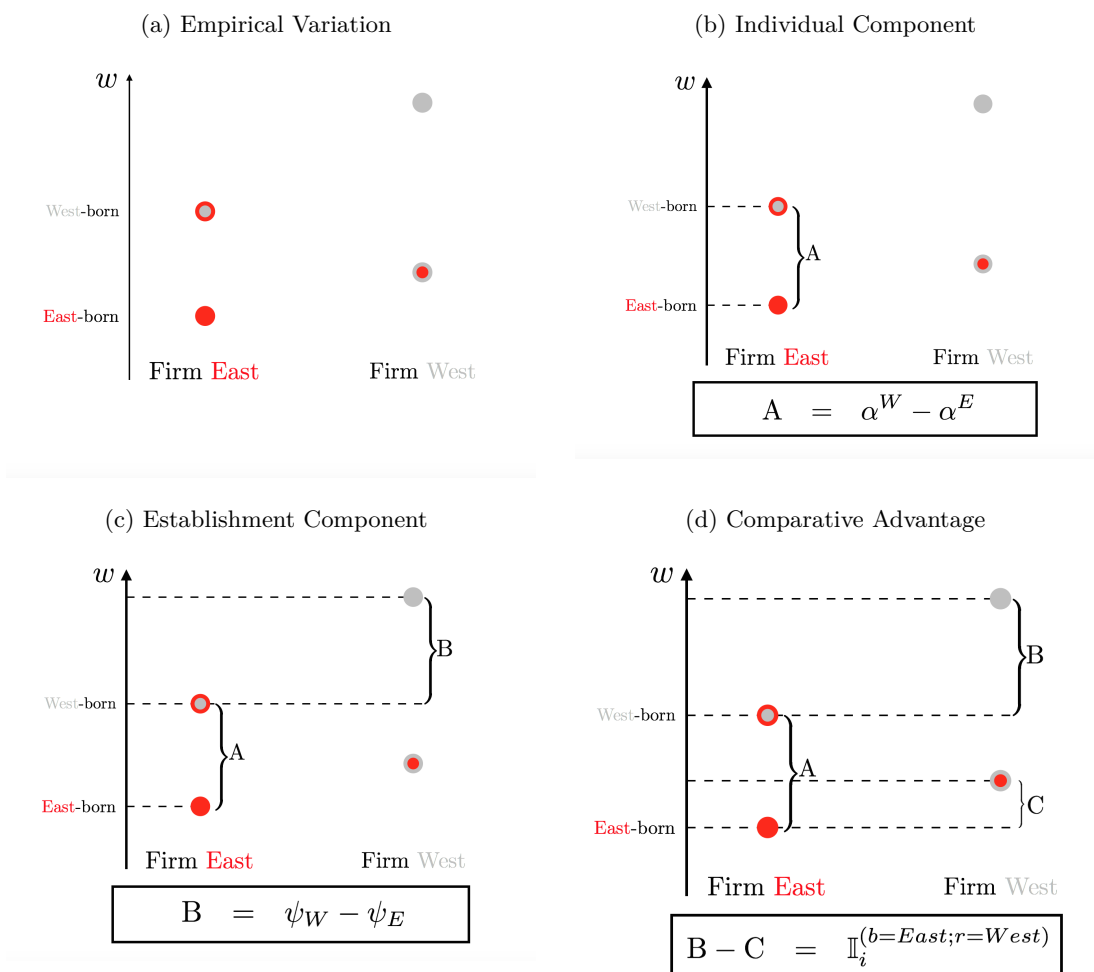 (a) Empirical Variation
w
West-born
East-born
Firm East
Firm West
(b) Individual Component
w
West-born
A
East-born
Firm East
Firm West
A = α^W − α^E
(c) Establishment Component
w
B
West-born
A
East-born
Firm East
Firm West
B = ψ_W − ψ_E
(d) Comparative Advantage
w
B
West-born
A
C
East-born
Firm East
Firm West
B − C = 𝕀_i^(b=East;r=West)